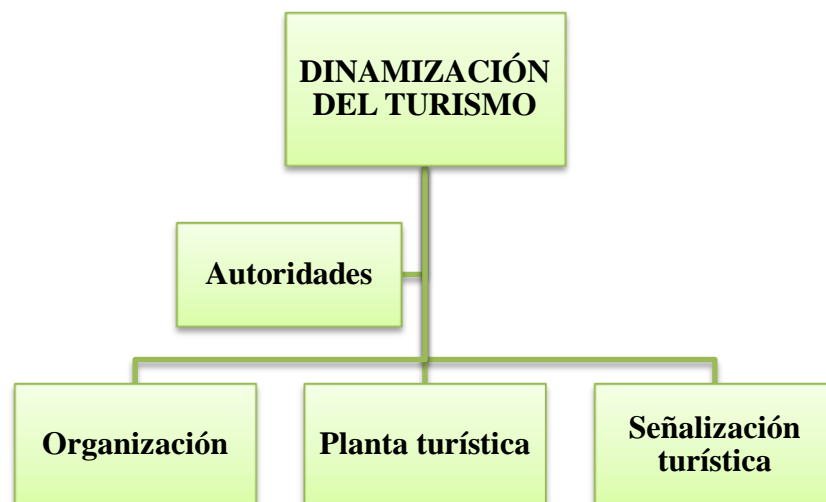 DINAMIZACIÓN
DEL TURISMO
Autoridades
Organización
Planta turística
Señalización
turística